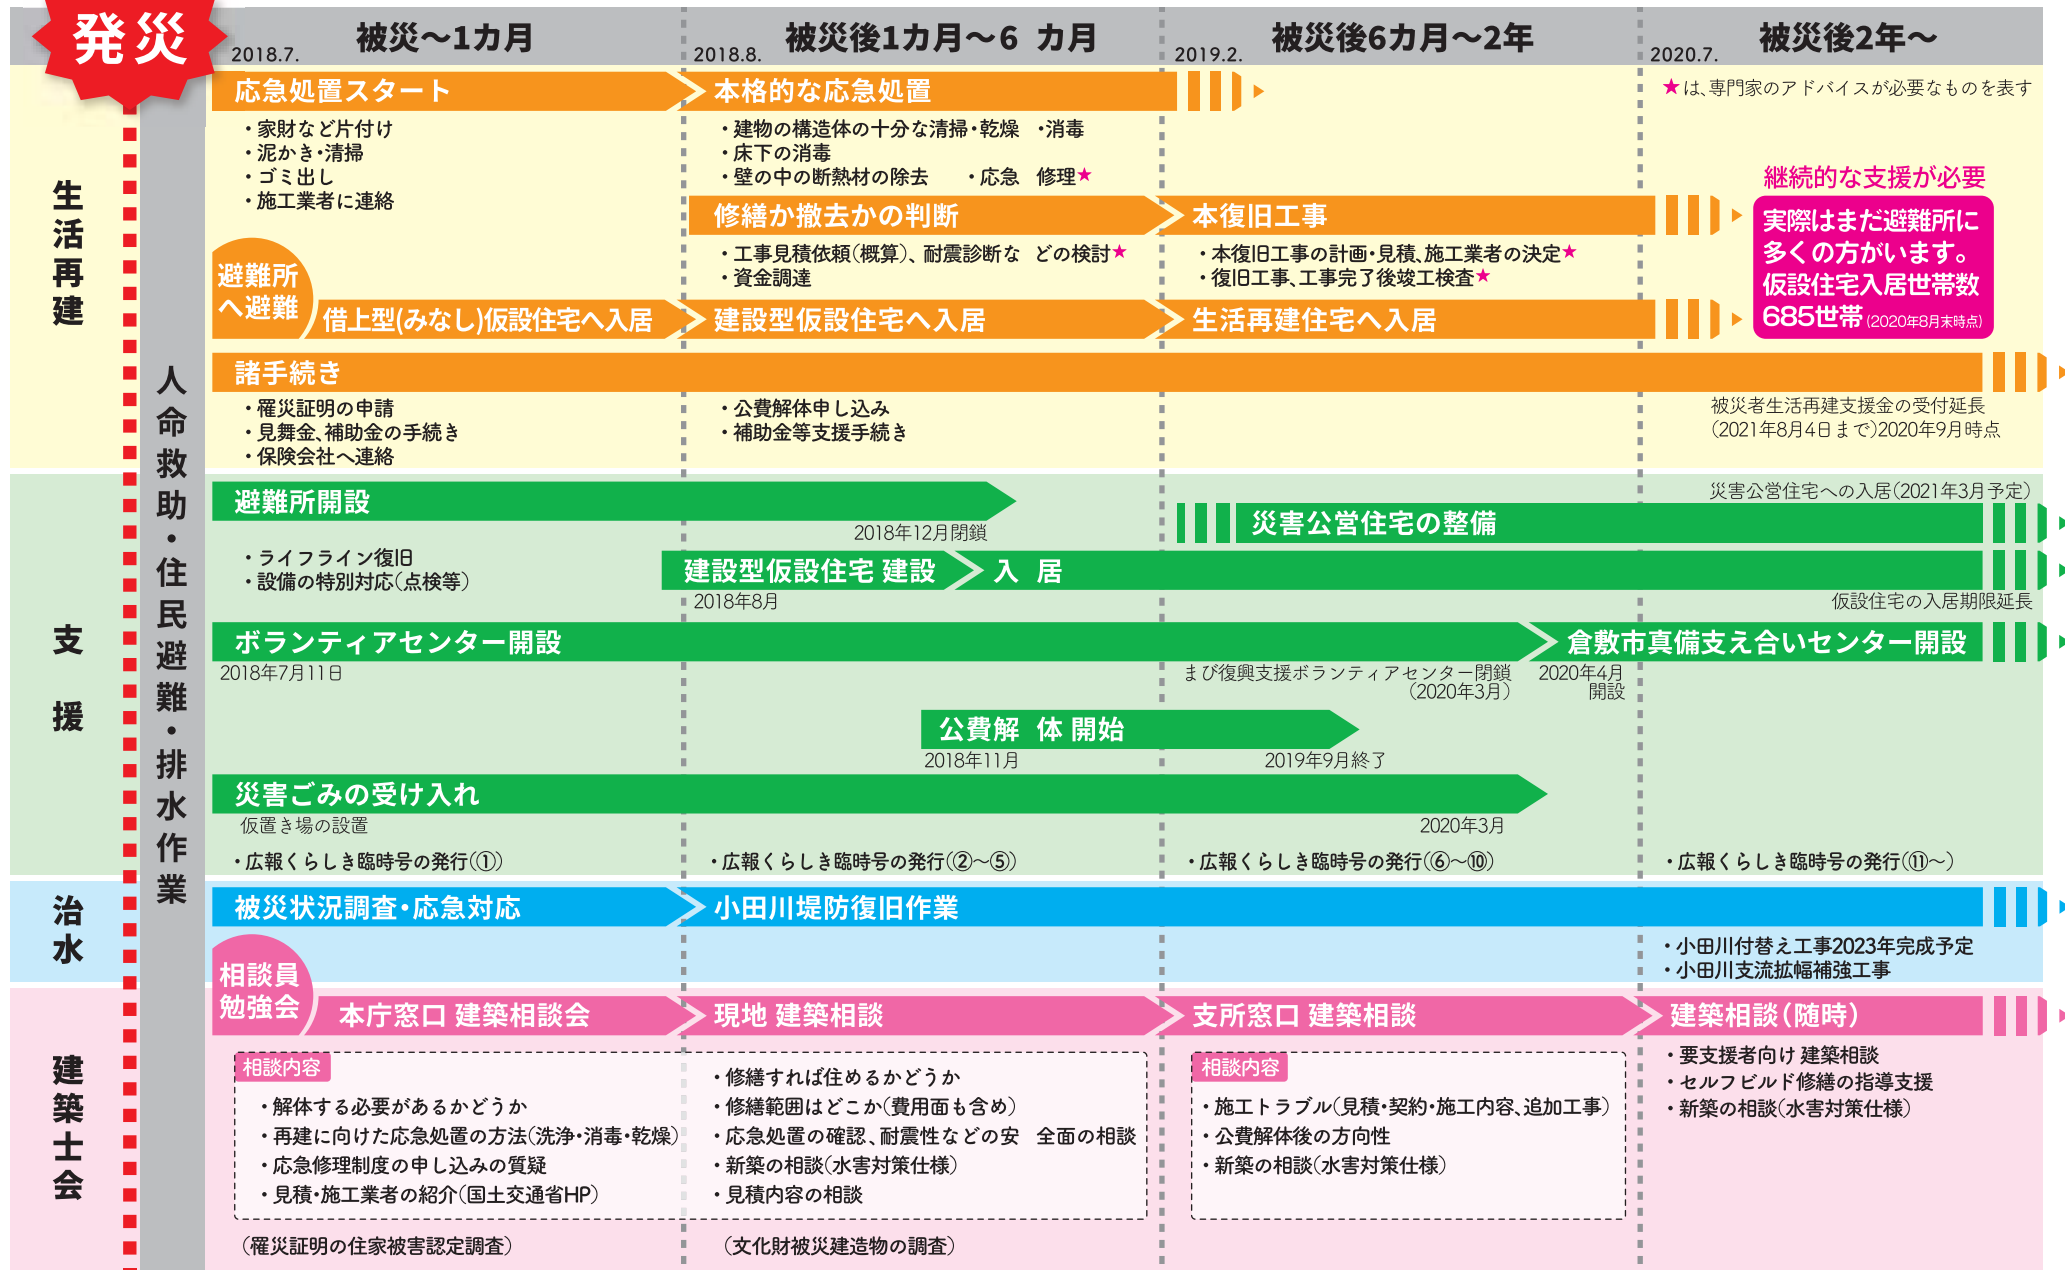 発災
2018.7.
被災～1カ月
2018.8.
被災後1カ月～6 カ月
2019.2.
被災後6カ月～2年
2020.7.
被災後2年～
人命救助・住民避難・排水作業
生活再建
応急処置スタート
本格的な応急処置
★は、専門家のアドバイスが必要なものを表す
・家財など片付け
・泥かき・清掃
・ゴミ出し
・施工業者に連絡
・建物の構造体の十分な清掃・乾燥 ・消毒
・床下の消毒
・壁の中の断熱材の除去 ・応急 修理★
修繕か撤去かの判断
本復旧工事
・工事見積依頼(概算)、耐震診断な どの検討★
・資金調達
・本復旧工事の計画・見積、施工業者の決定★
・復旧工事、工事完了後竣工検査★
継続的な支援が必要
実際はまだ避難所に
多くの方がいます。
仮設住宅入居世帯数
685世帯(2020年8月末時点)
避難所
へ避難
借上型(みなし)仮設住宅へ入居
建設型仮設住宅へ入居
生活再建住宅へ入居
諸手続き
・罹災証明の申請
・見舞金、補助金の手続き
・保険会社へ連絡
・公費解体申し込み
・補助金等支援手続き
被災者生活再建支援金の受付延長
(2021年8月4日まで)2020年9月時点
支援
避難所開設
2018年12月閉鎖
災害公営住宅への入居(2021年3月予定)
災害公営住宅の整備
・ライフライン復旧
・設備の特別対応(点検等)
建設型仮設住宅 建設
入 居
2018年8月
仮設住宅の入居期限延長
ボランティアセンター開設
倉敷市真備支え合いセンター開設
2018年7月11日
まび復興支援ボランティアセンター閉鎖
(2020年3月)
2020年4月
開設
公費解 体 開始
2018年11月
2019年9月終了
災害ごみの受け入れ
仮置き場の設置
2020年3月
・広報くらしき臨時号の発行(①)
・広報くらしき臨時号の発行(②～⑤)
・広報くらしき臨時号の発行(⑥～⑩)
・広報くらしき臨時号の発行(⑪～)
治水
被災状況調査・応急対応
小田川堤防復旧作業
・小田川付替え工事2023年完成予定
・小田川支流拡幅補強工事
建築士会
相談員
勉強会
本庁窓口 建築相談会
現地 建築相談
支所窓口 建築相談
建築相談(随時)
相談内容
・解体する必要があるかどうか
・再建に向けた応急処置の方法(洗浄・消毒・乾燥)
・応急修理制度の申し込みの質疑
・見積・施工業者の紹介(国土交通省HP)
・修繕すれば住めるかどうか
・修繕範囲はどこか(費用面も含め)
・応急処置の確認、耐震性などの安 全面の相談
・新築の相談(水害対策仕様)
・見積内容の相談
相談内容
・施工トラブル(見積・契約・施工内容、追加工事)
・公費解体後の方向性
・新築の相談(水害対策仕様)
・要支援者向け 建築相談
・セルフビルド修繕の指導支援
・新築の相談(水害対策仕様)
(罹災証明の住家被害認定調査)
(文化財被災建造物の調査)